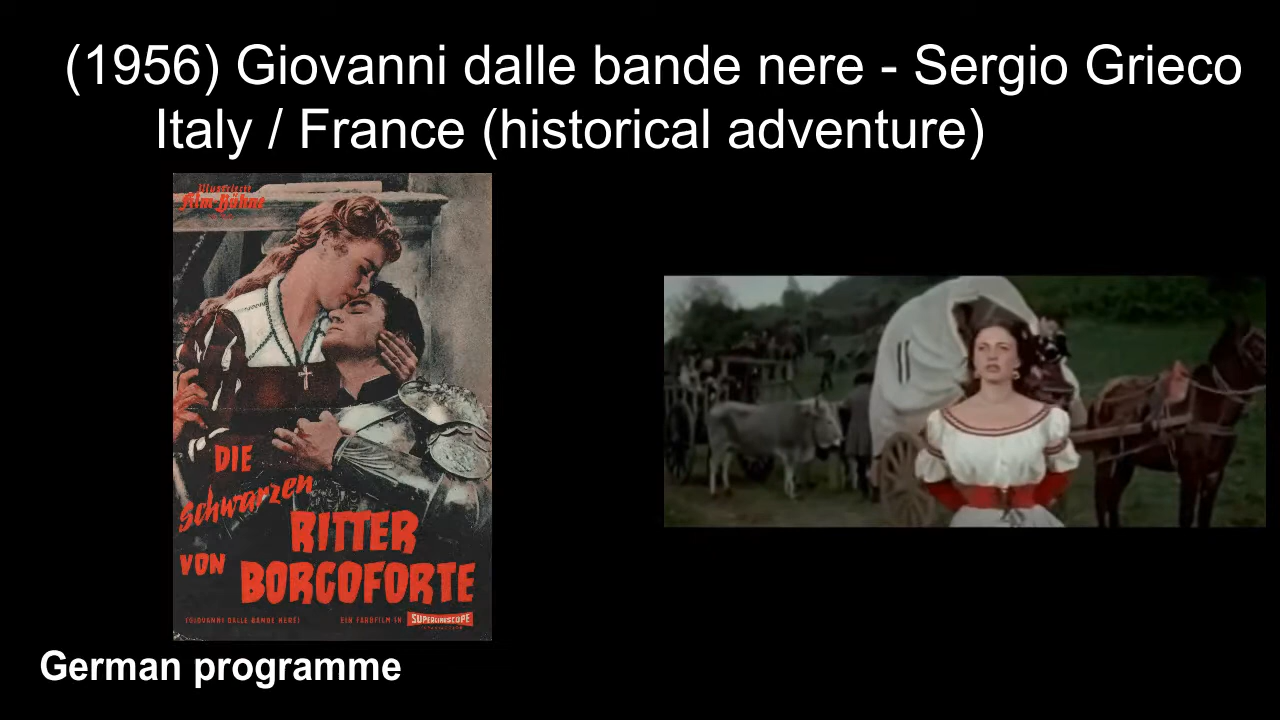 (1956) Giovanni dalle bande nere - Sergio Grieco
Italy / France (historical adventure)
Illustrierte
Film-Bühne
DIE
schwarzen
RITTER
VON
BORGOFORTE
(GIOVANNI DALLE BANDE NERE)
EIN FARBFILM IN
SUPERCINESCOPE
German programme